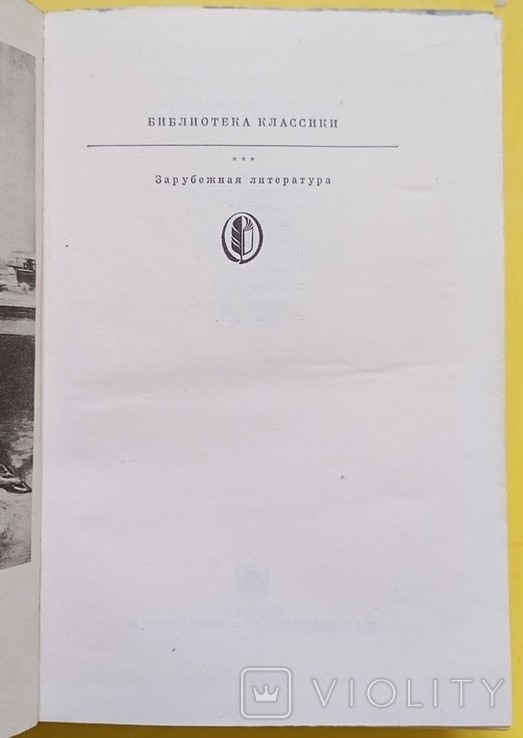 БИБЛИОТЕКА КЛАССИКИ
***
Зарубежная литература
VIOLITY